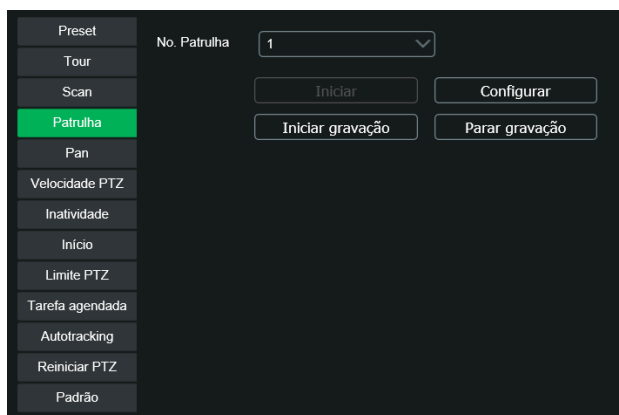 Preset
Tour
Scan
Patrulha
Pan
Velocidade PTZ
Inatividade
Início
Limite PTZ
Tarefa agendada
Autotracking
Reiniciar PTZ
Padrão
No. Patrulha
1
Iniciar
Configurar
Iniciar gravação
Parar gravação